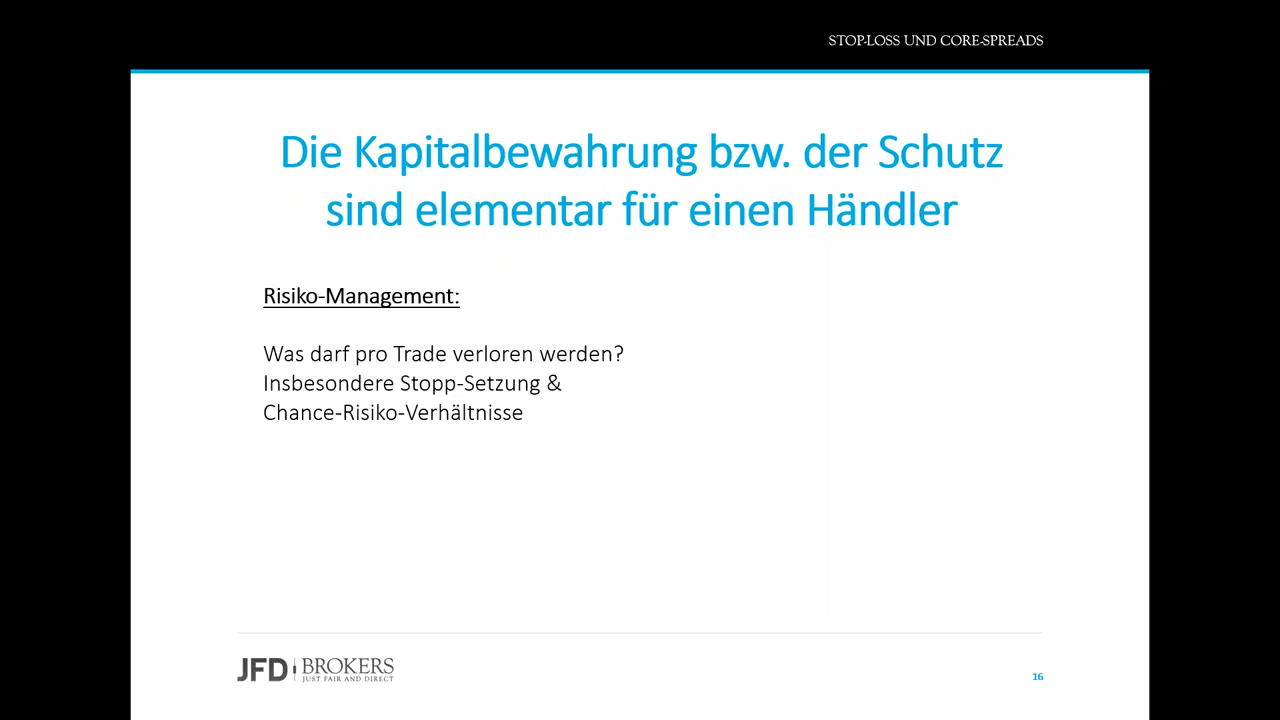 STOP-LOSS UND CORE-SPREADS
Die Kapitalbewahrung bzw. der Schutz
sind elementar für einen Händler
Risiko-Management:
Was darf pro Trade verloren werden?
Insbesondere Stopp-Setzung &
Chance-Risiko-Verhältnisse
JFD BROKERS
JUST FAIR AND DIRECT
16